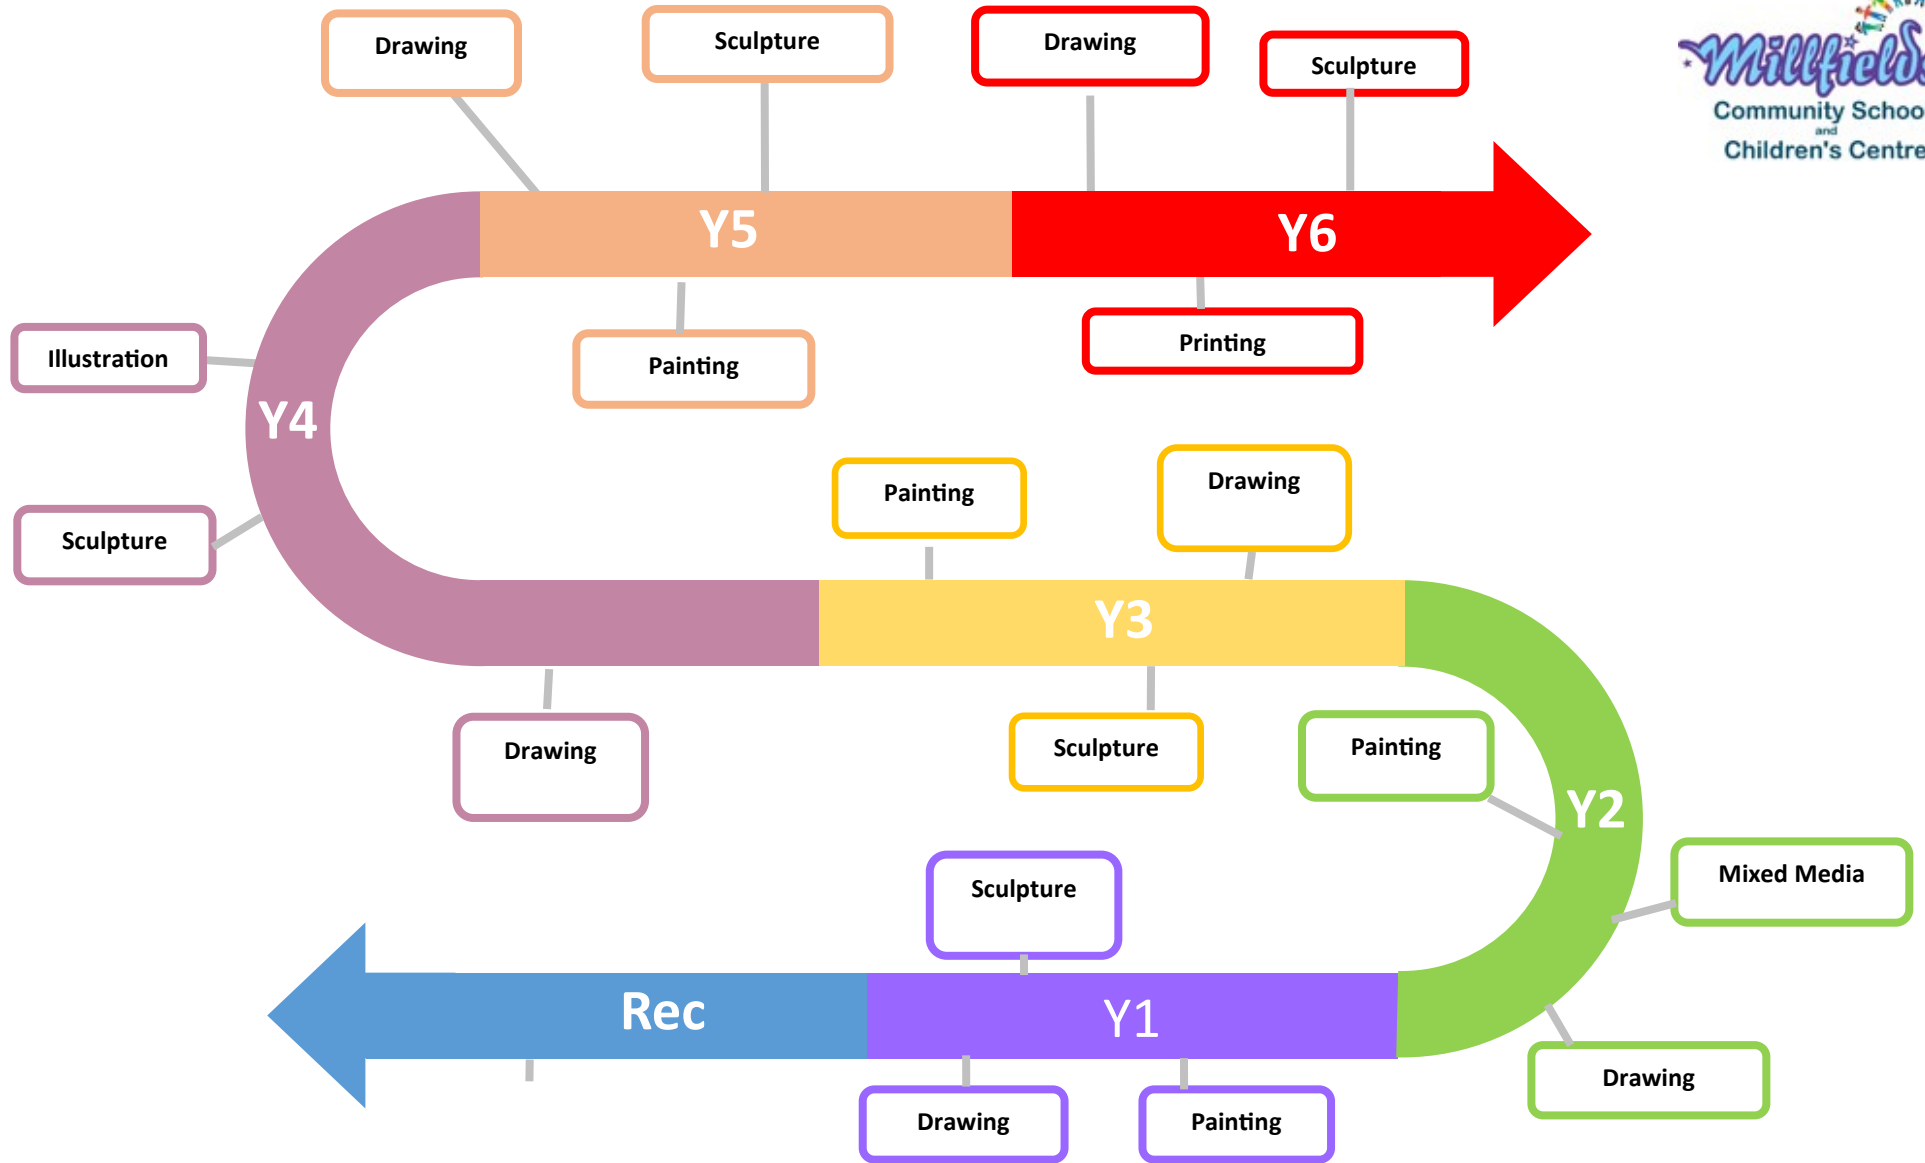 Drawing
Sculpture
Drawing
Sculpture
Millfields
Community School
and
Children's Centre
Y5
Y6
Illustration
Painting
Printing
Y4
Painting
Drawing
Sculpture
Y3
Drawing
Sculpture
Painting
Y2
Mixed Media
Sculpture
Rec
Y1
Drawing
Drawing
Painting